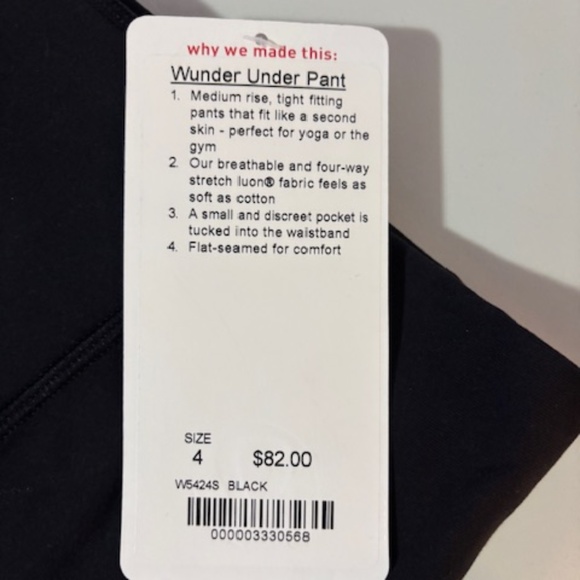 why we made this:
Wunder Under Pant
1. Medium rise, tight fitting
pants that fit like a second
skin - perfect for yoga or the
gym
2. Our breathable and four-way
stretch luon® fabric feels as
soft as cotton
3. A small and discreet pocket is
tucked into the waistband
4. Flat-seamed for comfort
SIZE
4 $82.00
W5424S BLACK
000003330568